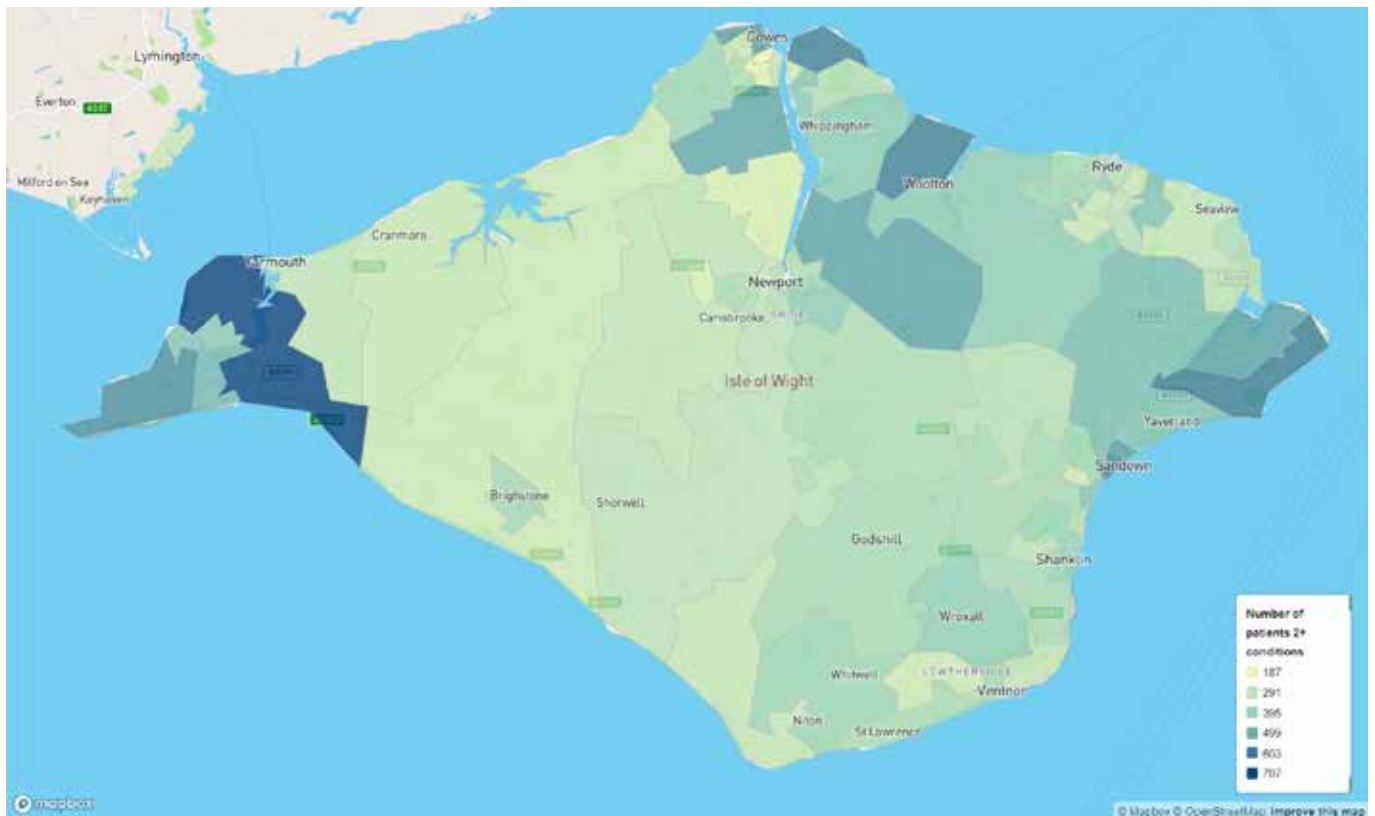 Lymington
Everton
Milford on Sea
Keyhaven
Yarmouth
Cranmore
Cowes
Whippingham
Wootton
Ryde
Seaview
Newport
Carisbrooke
Isle of Wight
Yaverland
Sandown
Brighstone
Shorwell
Godshill
Shanklin
Wroxall
Whitwell
LOWTHERVILLE
Ventnor
Niton
St Lawrence
Number of
patients 2+
conditions
187
291
395
499
603
707
mapbox
© Mapbox © OpenStreetMap Improve this map